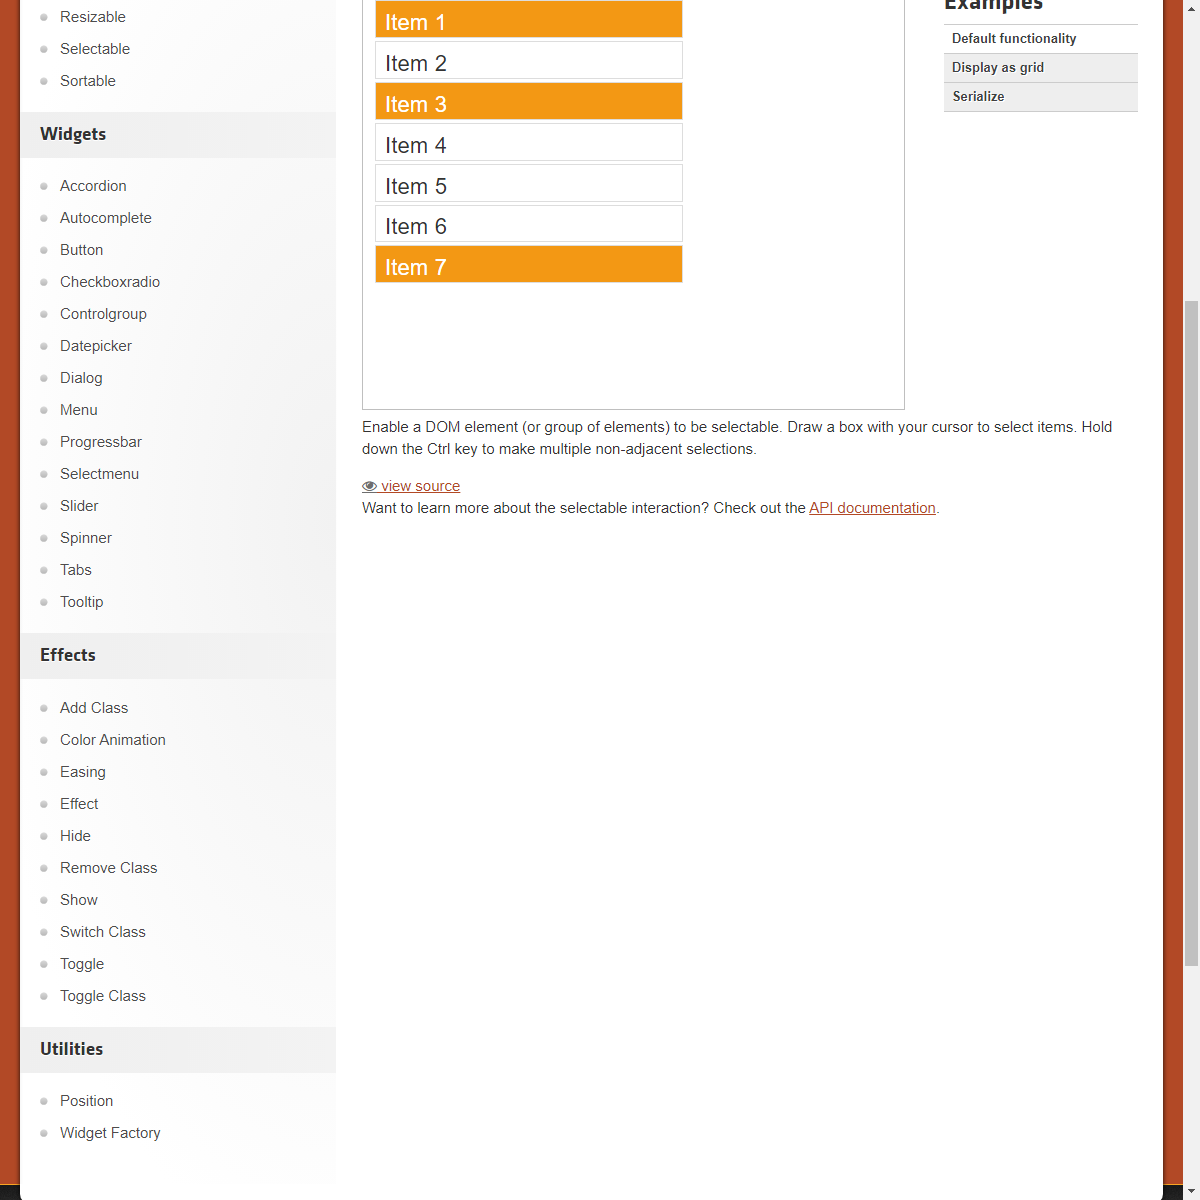 Resizable
Selectable
Sortable
Widgets
Accordion
Autocomplete
Button
Checkboxradio
Controlgroup
Datepicker
Dialog
Menu
Progressbar
Selectmenu
Slider
Spinner
Tabs
Tooltip
Effects
Add Class
Color Animation
Easing
Effect
Hide
Remove Class
Show
Switch Class
Toggle
Toggle Class
Utilities
Position
Widget Factory
Item 1
Item 2
Item 3
Item 4
Item 5
Item 6
Item 7
Enable a DOM element (or group of elements) to be selectable. Draw a box with your cursor to select items. Hold
down the Ctrl key to make multiple non-adjacent selections.
view source
Want to learn more about the selectable interaction? Check out the API documentation.
Examples
Default functionality
Display as grid
Serialize